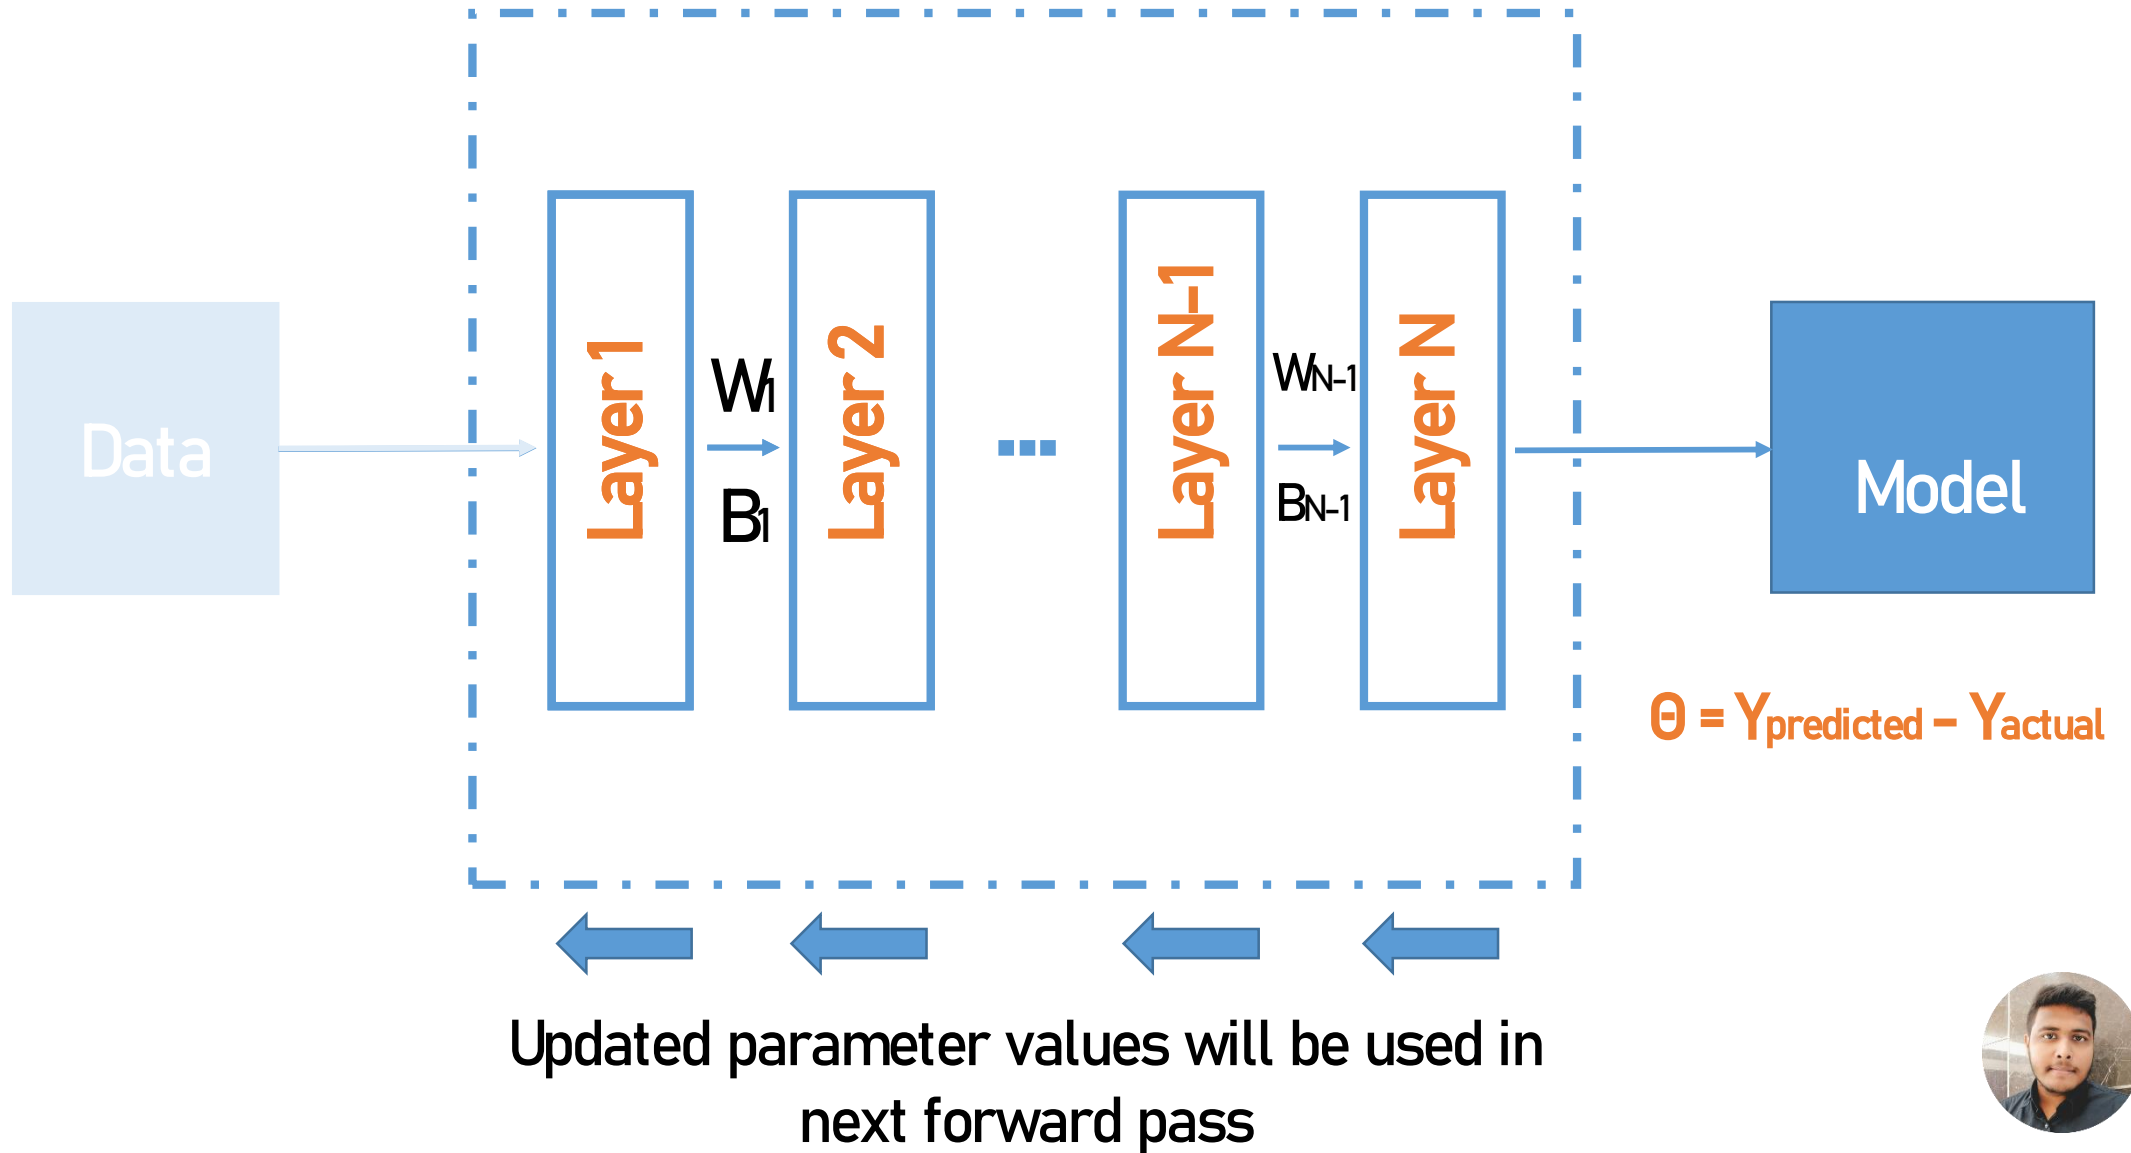 Data
Layer 1
W1
B1
Layer 2
Layer N-1
WN-1
BN-1
Layer N
Model
Θ = Ypredicted - Yactual
Updated parameter values will be used in
next forward pass